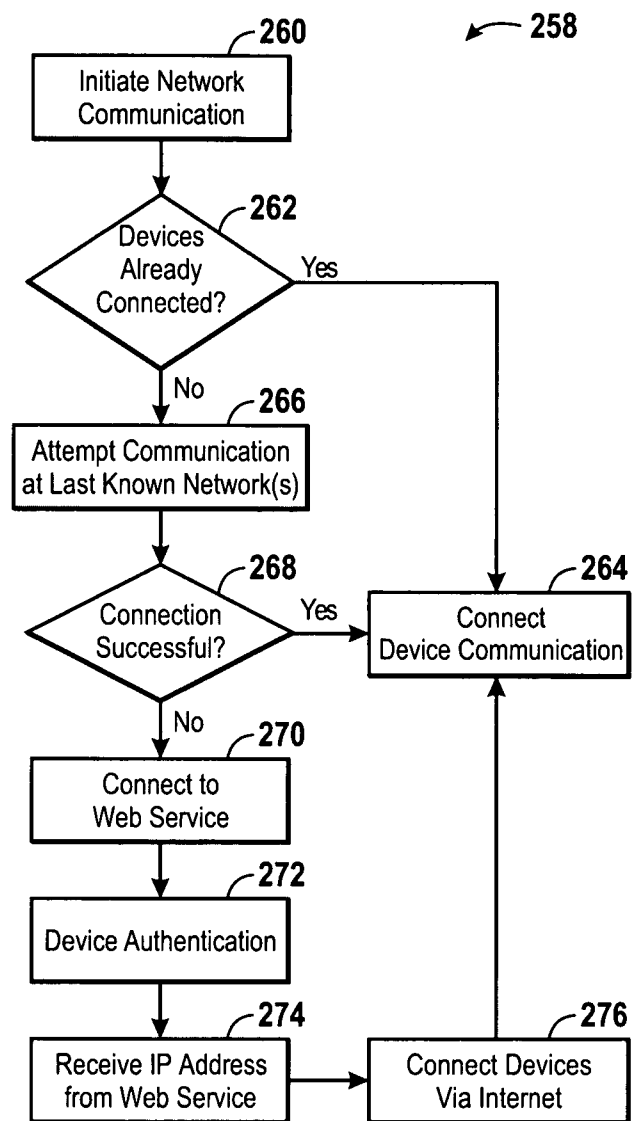 258
260
Initiate Network
Communication
262
Devices
Already
Connected?
Yes
No
266
Attempt Communication
at Last Known Network(s)
268
Connection
Successful?
Yes
264
Connect
Device Communication
No
270
Connect to
Web Service
272
Device Authentication
274
Receive IP Address
from Web Service
276
Connect Devices
Via Internet